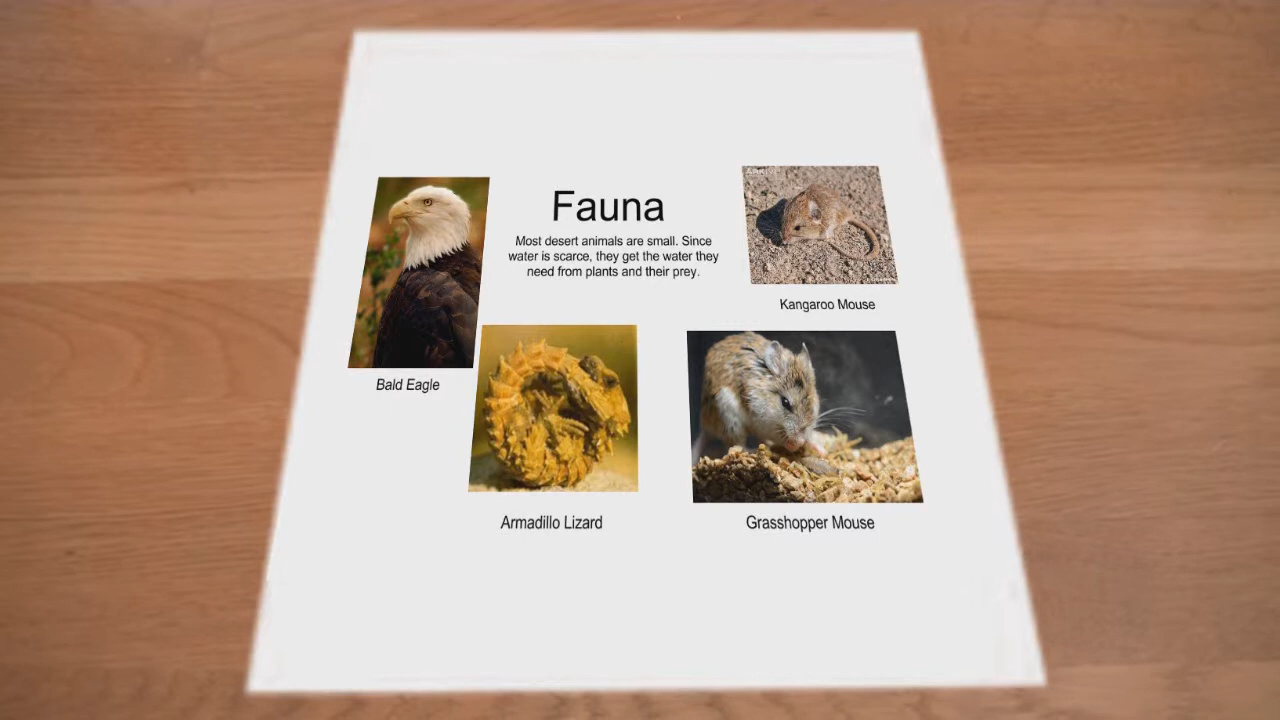 Fauna
Most desert animals are small. Since
water is scarce, they get the water they
need from plants and their prey.
ARKIVE
Kangaroo Mouse
Bald Eagle
Armadillo Lizard
Grasshopper Mouse